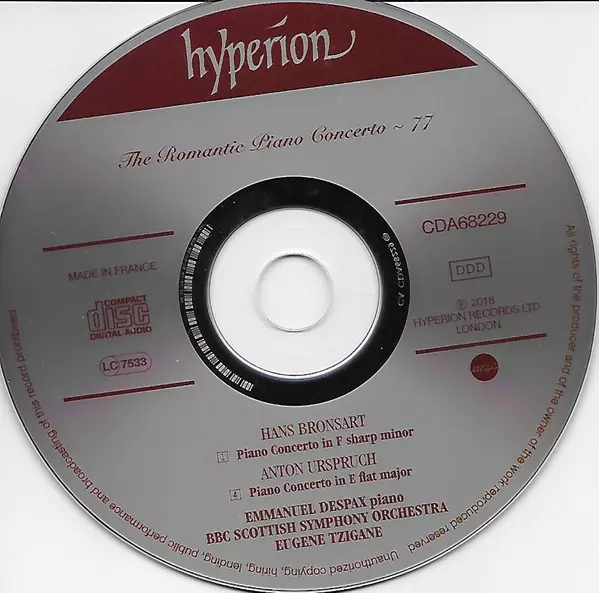 hyperion
The Romantic Piano Concerto ~ 77
CDA68229
MADE IN FRANCE
DDD
COMPACT
disc
DIGITAL AUDIO
℗ 2018
HYPERION RECORDS LTD
LONDON
LC 7533
HANS BRONSART
1 Piano Concerto in F sharp minor
ANTON URSPRUCH
4 Piano Concerto in E flat major
EMMANUEL DESPAX piano
BBC SCOTTISH SYMPHONY ORCHESTRA
EUGENE TZIGANE
All rights of the producer and of the owner of the work reproduced reserved. Unauthorized copying, hiring, lending, public performance and broadcasting of this record prohibited